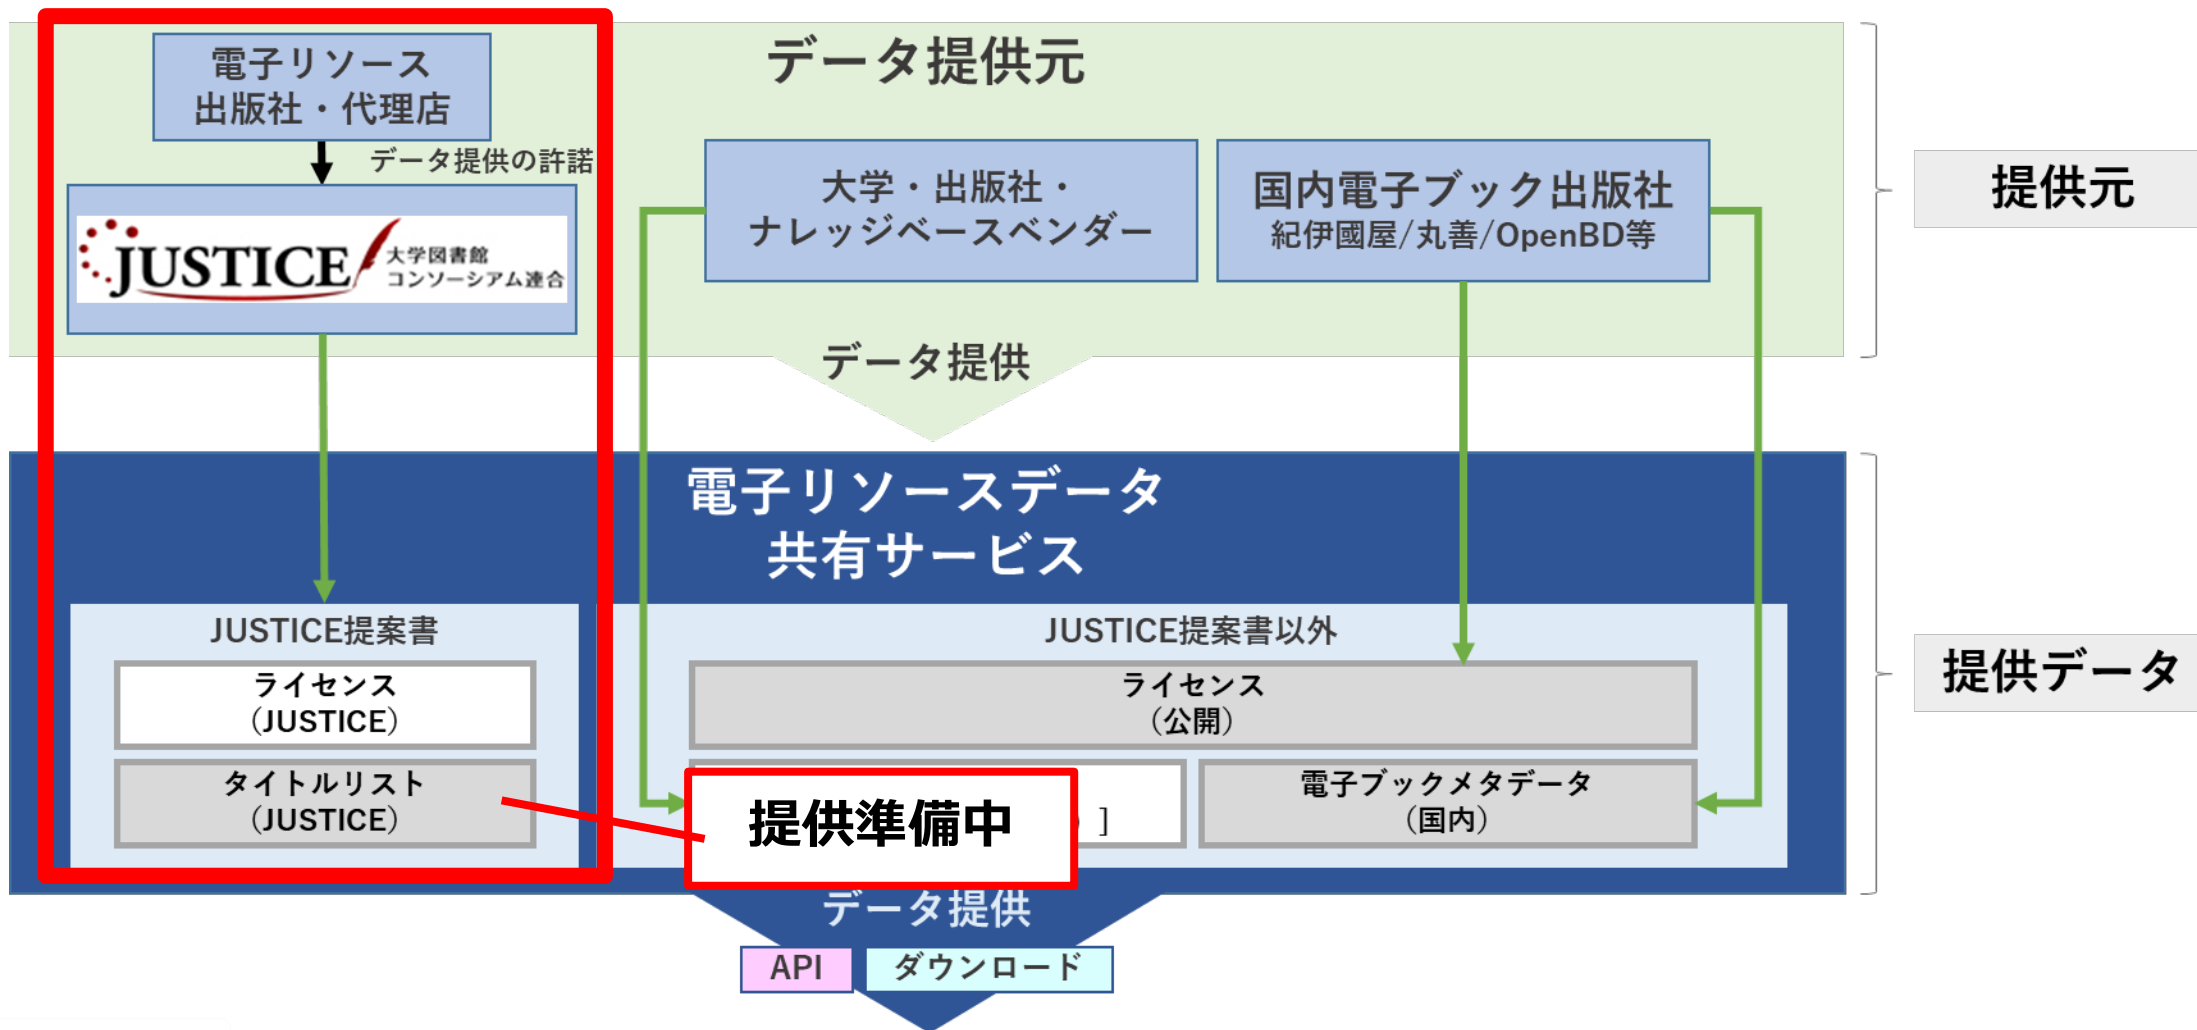 データ提供元
電子リソース
出版社・代理店
データ提供の許諾
JUSTICE
大学図書館
コンソーシアム連合
大学・出版社・
ナレッジベースベンダー
国内電子ブック出版社
紀伊國屋/丸善/OpenBD等
提供元
データ提供
電子リソースデータ
共有サービス
JUSTICE提案書
ライセンス
（JUSTICE）
タイトルリスト
（JUSTICE）
JUSTICE提案書以外
ライセンス
（公開）
提供準備中
）]
電子ブックメタデータ
（国内）
提供データ
データ提供
API
ダウンロード